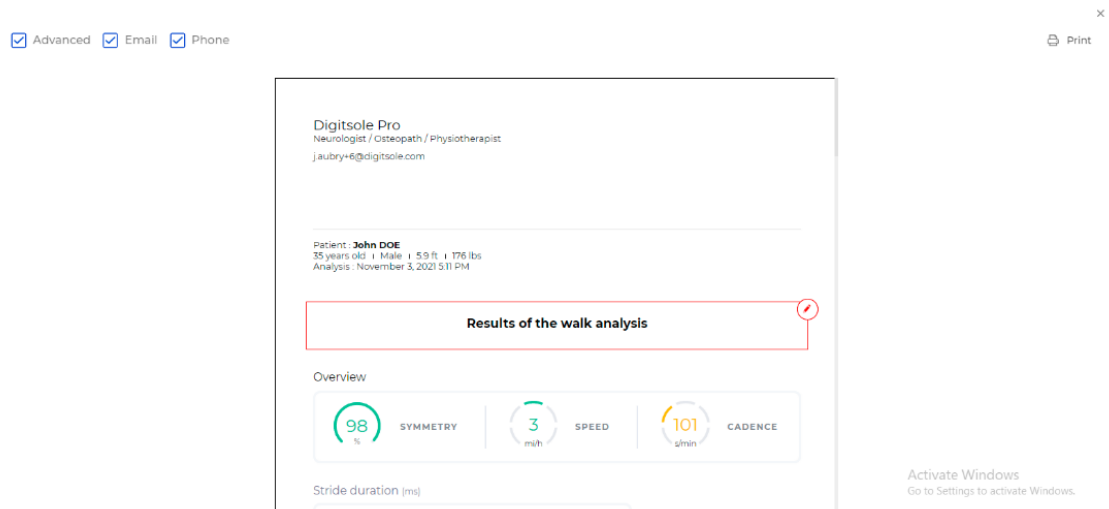 ×
Advanced Email Phone
Print
Digitsole Pro
Neurologist / Osteopath / Physiotherapist
j.aubry+6@digitsole.com
Patient : John DOE
35 years old ı Male ı 5.9 ft ı 176 lbs
Analysis : November 3, 2021 5:11 PM
Results of the walk analysis
Overview
98 % SYMMETRY
3 mi/h SPEED
101 s/min CADENCE
Stride duration (ms)
Activate Windows
Go to Settings to activate Windows.